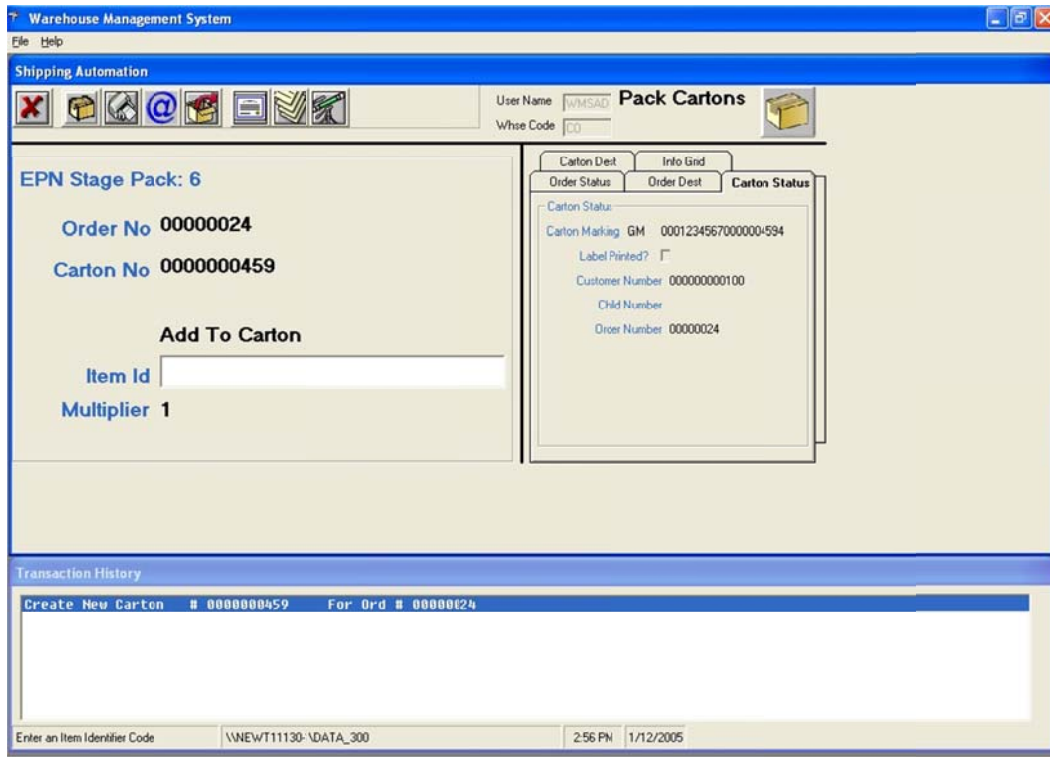 Warehouse Management System
File Help
Shipping Automation
User Name WMSAD Pack Cartons
Whse Code C0
EPN Stage Pack: 6
Order No 00000024
Carton No 0000000459
Add To Carton
Item Id
Multiplier 1
Carton Dest Info Grid
Order Status Order Dest Carton Status
Carton Status
Carton Marking GM 00012345670000004594
Label Printed?
Customer Number 000000000100
Child Number
Order Number 00000024
Transaction History
Create New Carton # 0000000459 For Ord # 00000024
Enter an Item Identifier Code \\NEWT11130- \DATA_300 2:56 PM 1/12/2005